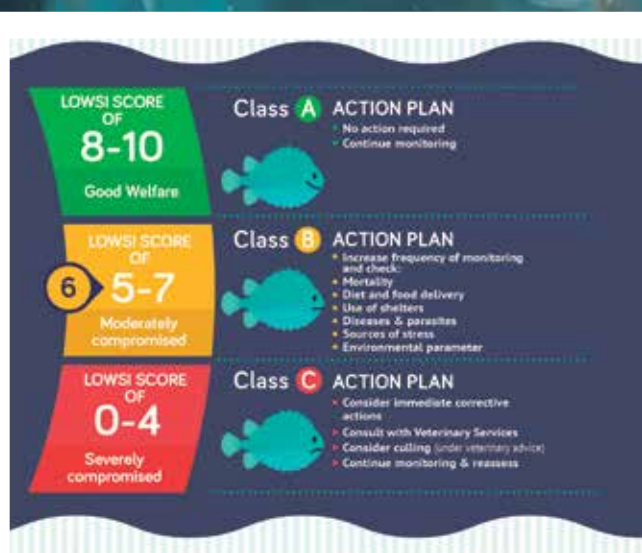 LOWSI SCORE
OF
8-10
Good Welfare
Class A ACTION PLAN
No action required
Continue monitoring
LOWSI SCORE
OF
6
5-7
Moderately
compromised
Class B ACTION PLAN
Increase frequency of monitoring
and check:
Mortality
Diet and food delivery
Use of shelters
Diseases & parasites
Sources of stress
Environmental parameter
LOWSI SCORE
OF
0-4
Severely
compromised
Class C ACTION PLAN
Consider immediate corrective
actions
Consult with Veterinary Services
Consider culling (under veterinary advice)
Continue monitoring & reassess